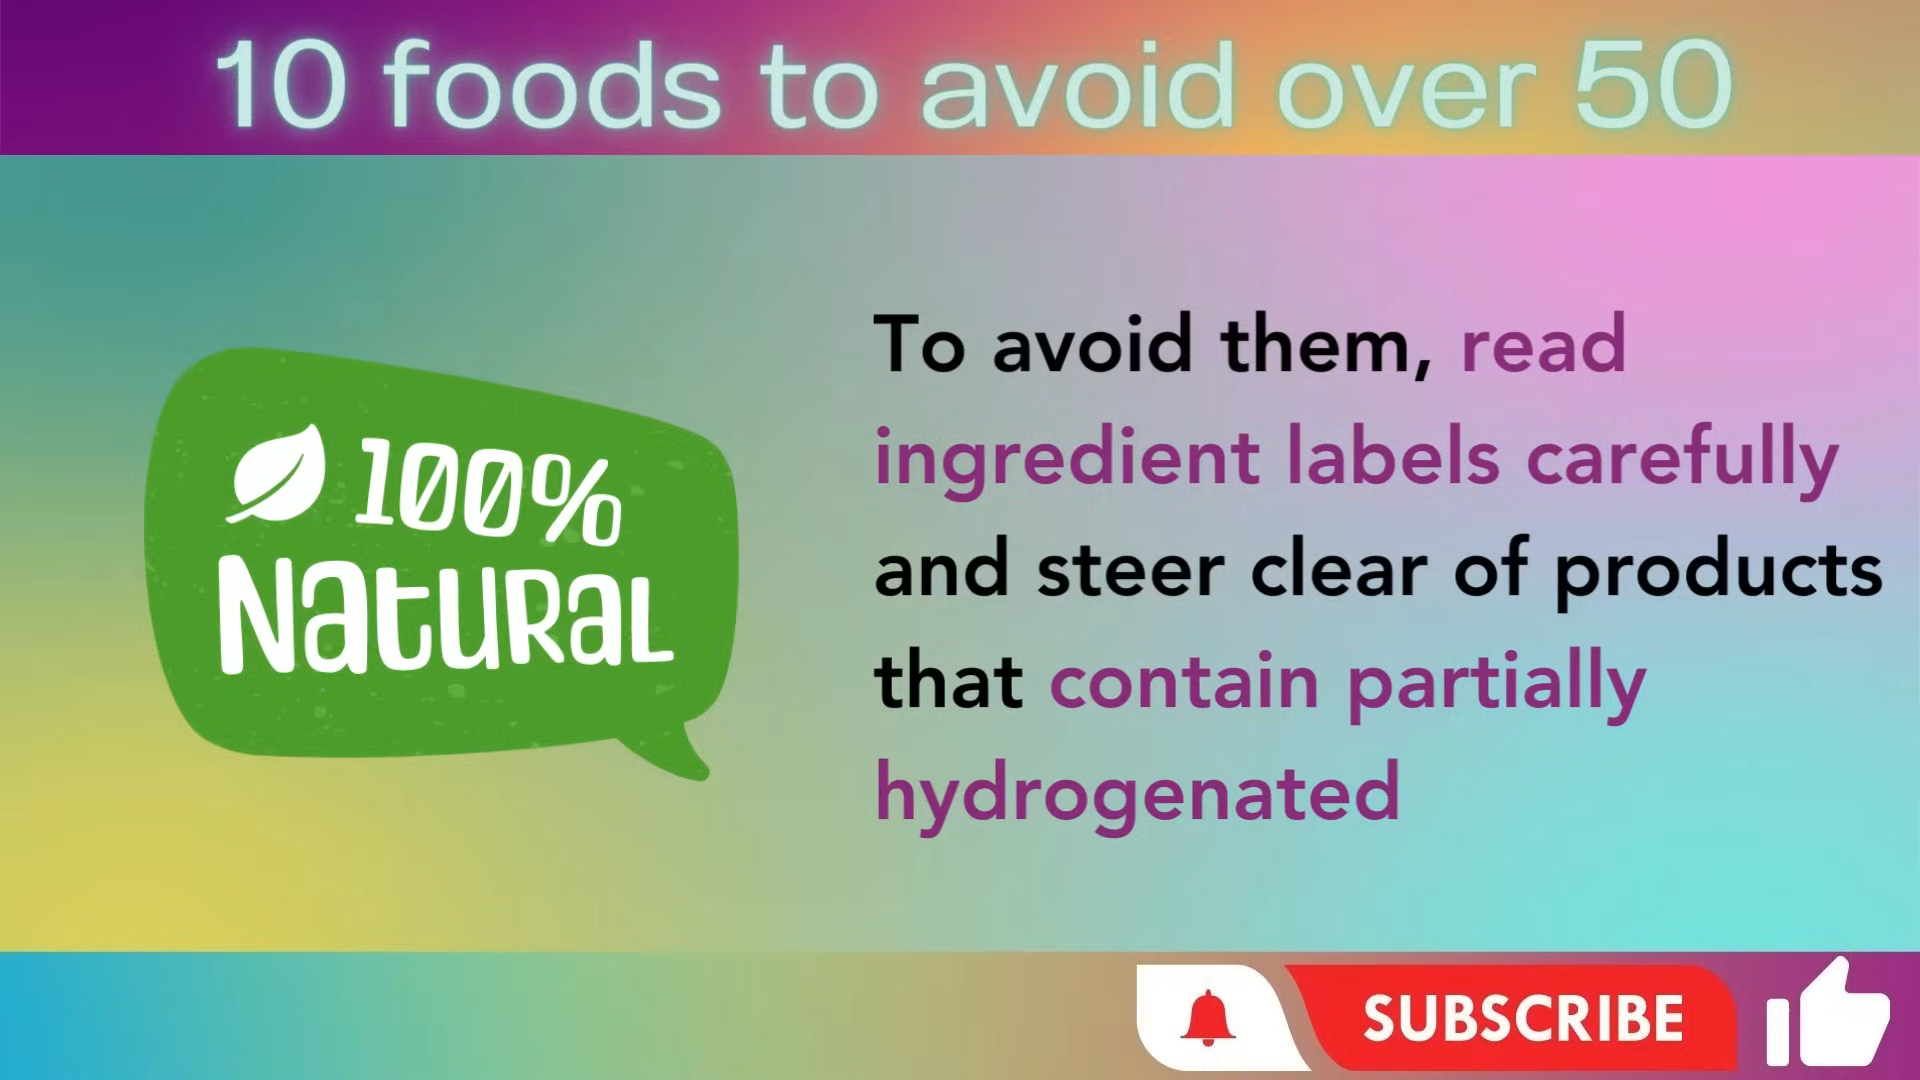 10 foods to avoid over 50
100%
Natural
To avoid them, read
ingredient labels carefully
and steer clear of products
that contain partially
hydrogenated
SUBSCRIBE